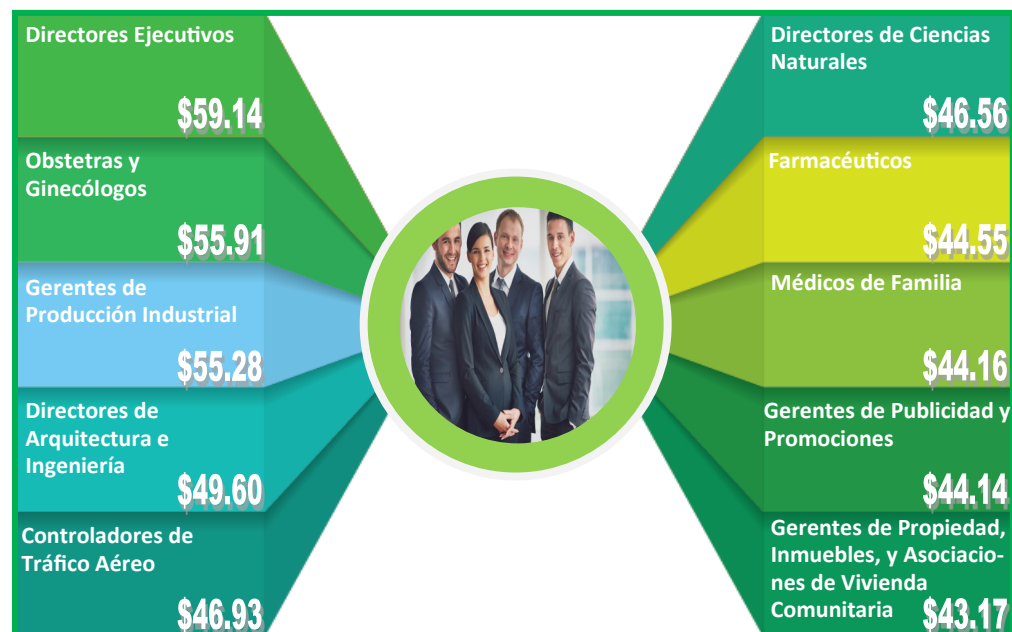 Directores Ejecutivos
$59.14
Obstetras y
Ginecólogos
$55.91
Gerentes de
Producción Industrial
$55.28
Directores de
Arquitectura e
Ingeniería
$49.60
Controladores de
Tráfico Aéreo
$46.93
Directores de Ciencias
Naturales
$46.56
Farmacéuticos
$44.55
Médicos de Familia
$44.16
Gerentes de Publicidad y
Promociones
$44.14
Gerentes de Propiedad,
Inmuebles, y Asociacio-
nes de Vivienda
Comunitaria $43.17